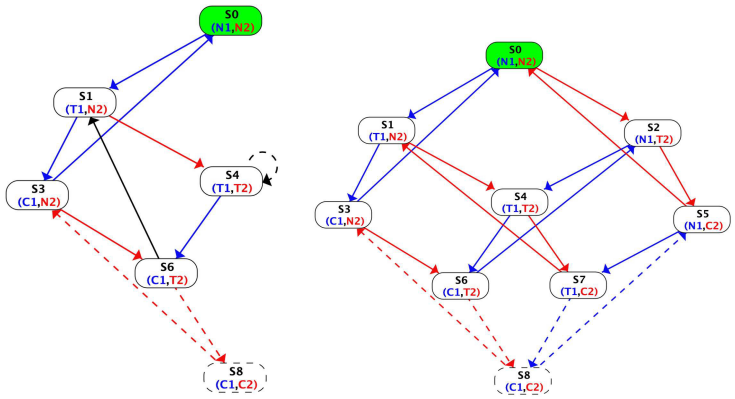 S0
(N1,N2)
S1
(T1,N2)
S4
(T1,T2)
S3
(C1,N2)
S6
(C1,T2)
S8
(C1,C2)
S0
(N1,N2)
S1
(T1,N2)
S2
(N1,T2)
S4
(T1,T2)
S3
(C1,N2)
S5
(N1,C2)
S6
(C1,T2)
S7
(T1,C2)
S8
(C1,C2)